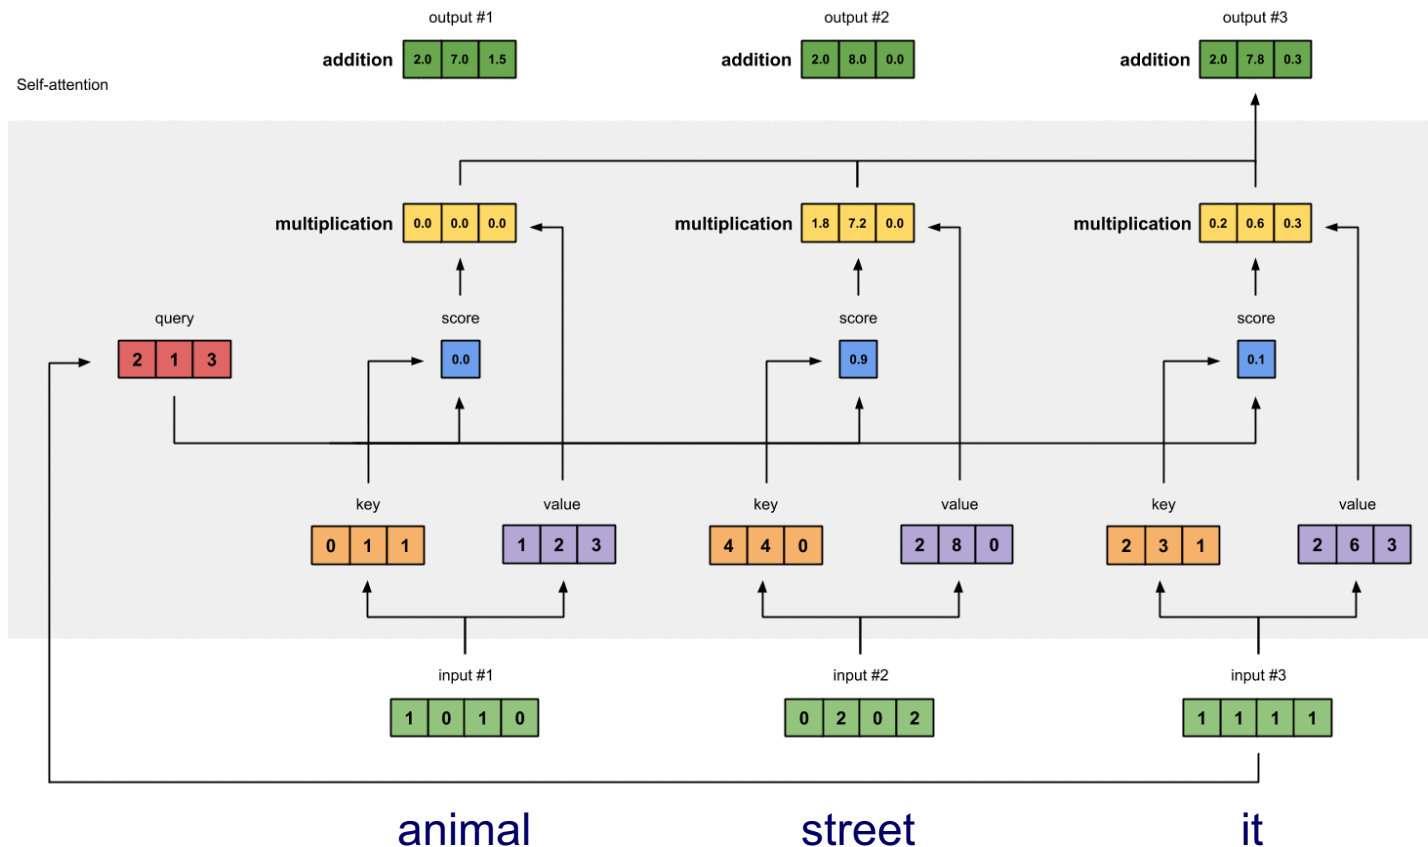 output #1 output #2 output #3
addition 2.0 7.0 1.5 addition 2.0 8.0 0.0 addition 2.0 7.8 0.3
Self-attention
multiplication 0.0 0.0 0.0 multiplication 1.8 7.2 0.0 multiplication 0.2 0.6 0.3
query score score score
2 1 3 0.0 0.9 0.1
key value key value key value
0 1 1 1 2 3 4 4 0 2 8 0 2 3 1 2 6 3
input #1 input #2 input #3
1 0 1 0 0 2 0 2 1 1 1 1
animal street it